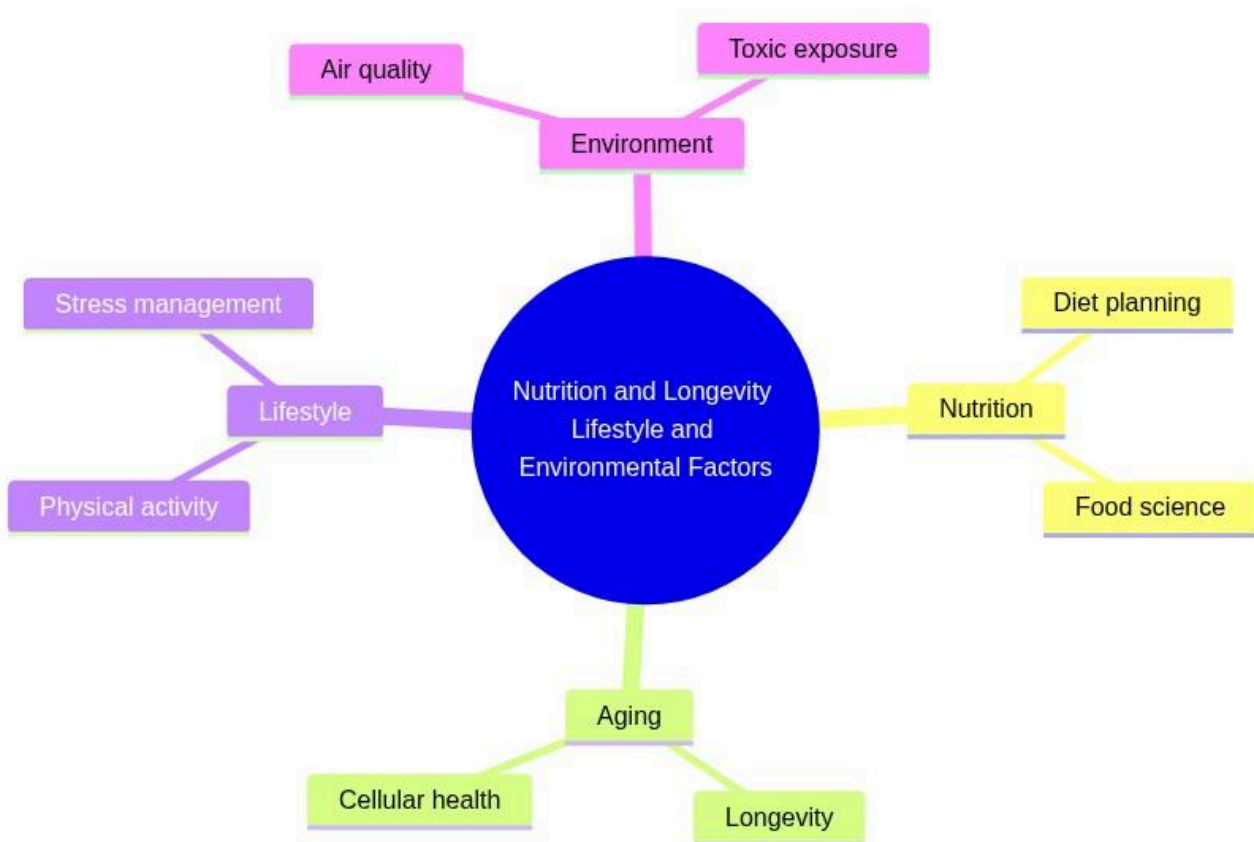 Toxic exposure
Air quality
Environment
Stress management
Lifestyle
Physical activity
Nutrition and Longevity
Lifestyle and
Environmental Factors
Diet planning
Nutrition
Food science
Aging
Cellular health
Longevity